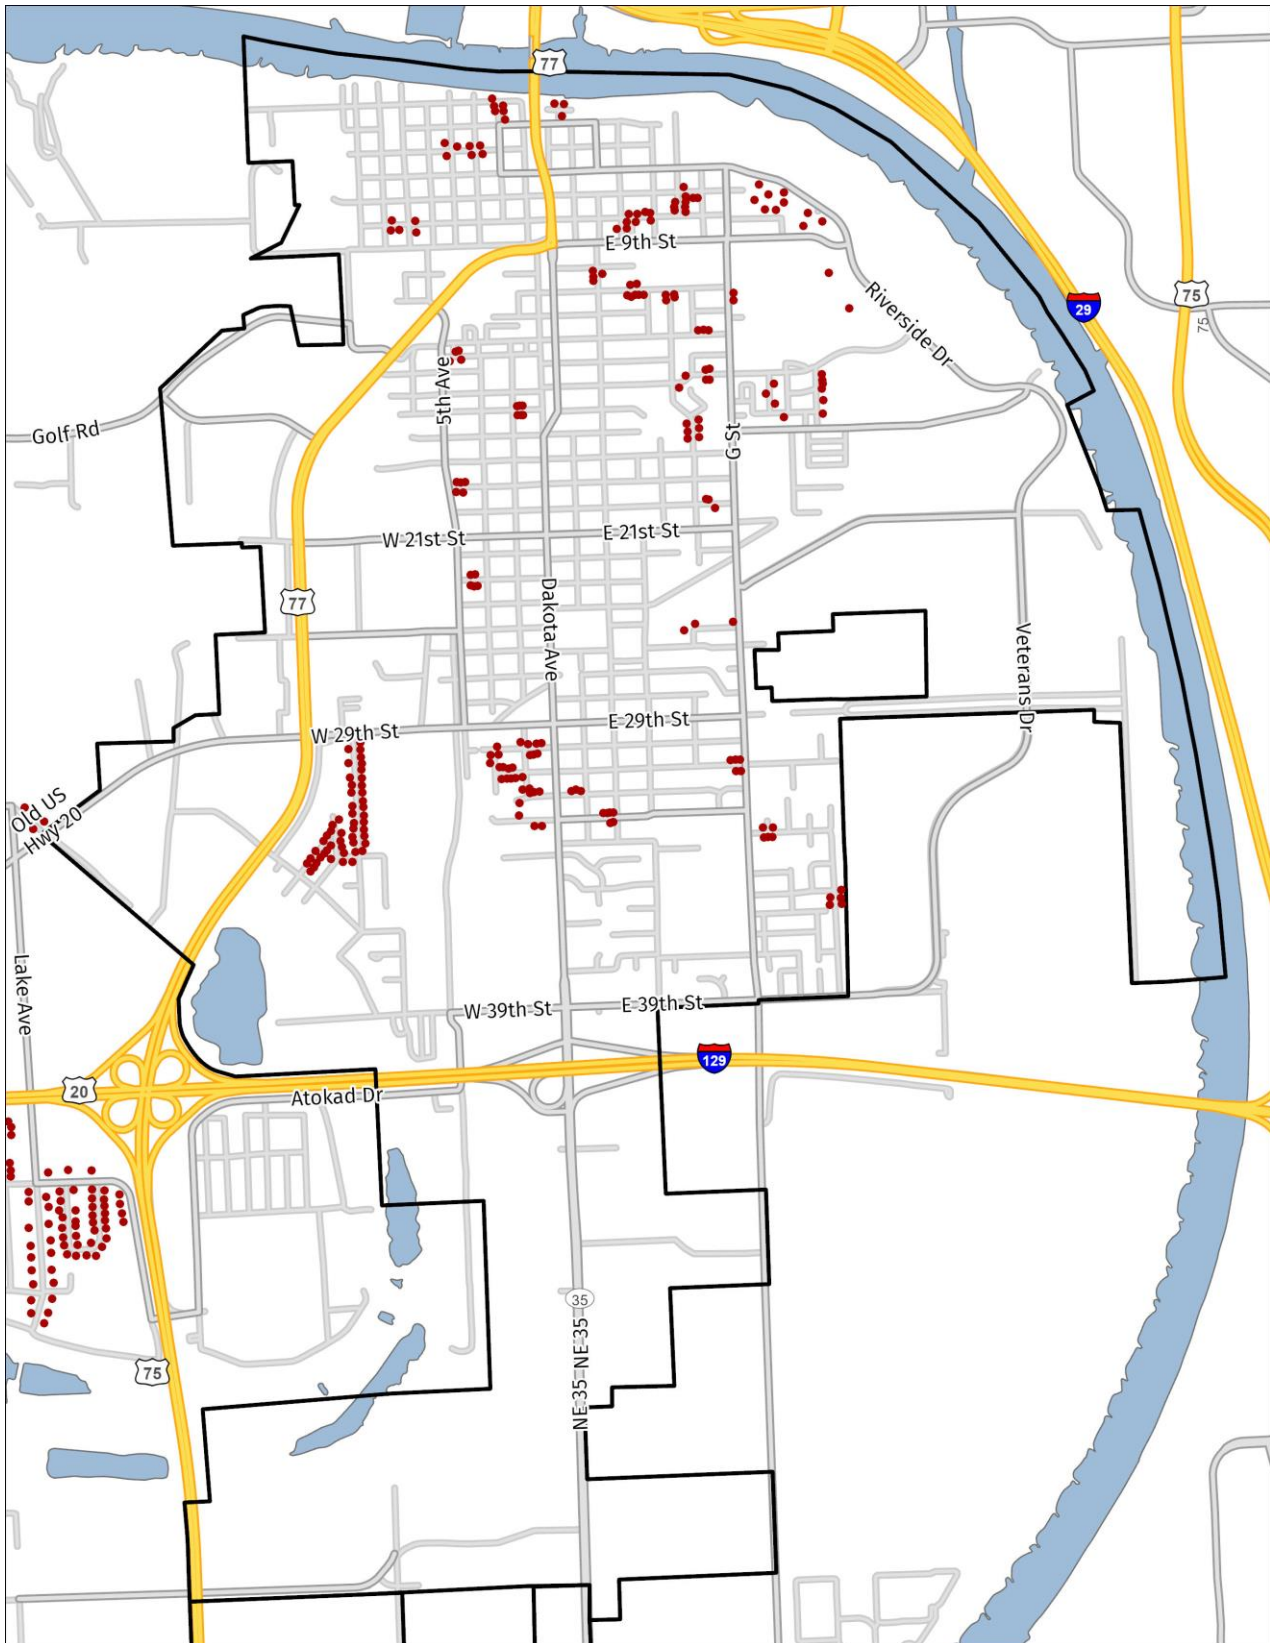 77
E 9th St
29
75
75
Riverside Dr
5th Ave
Golf Rd
G St
W 21st St
E 21st St
77
Dakota Ave
Veterans Dr
E 29th St
W 29th St
Old US
Hwy 20
Lake Ave
W 39th St
E 39th St
129
20
Atokad Dr
35
NE 35
NE 35
75